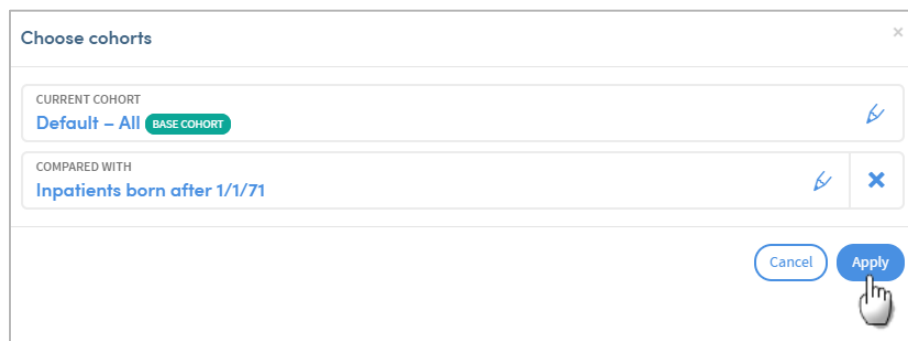 Choose cohorts
×
CURRENT COHORT
Default – All BASE COHORT
COMPARED WITH
Inpatients born after 1/1/71
Cancel Apply